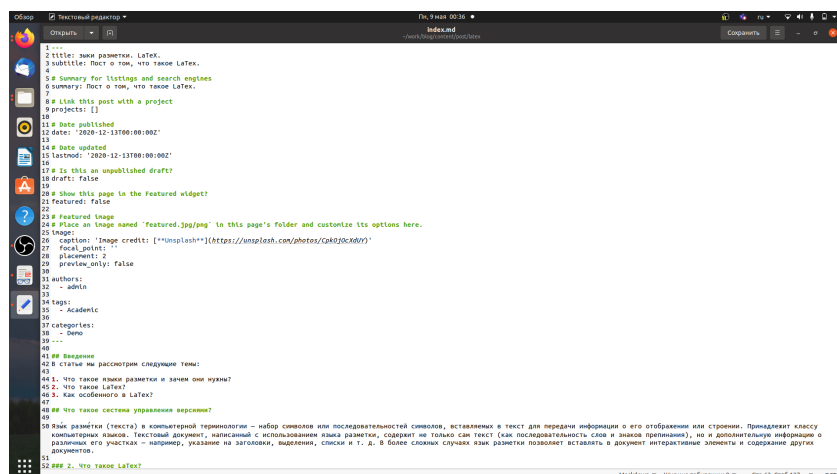 Обзор
Текстовый редактор
Пн, 9 мая 00:36
ru
Открыть
index.md
~/work/blog/content/post/latex
Сохранить
1 ---
2 title: зыки разметки. LaTeX.
3 subtitle: Пост о том, что такое LaTex.
4
5 # Summary for listings and search engines
6 summary: Пост о том, что такое LaTex.
7
8 # Link this post with a project
9 projects: []
10
11 # Date published
12 date: '2020-12-13T00:00:00Z'
13
14 # Date updated
15 lastmod: '2020-12-13T00:00:00Z'
16
17 # Is this an unpublished draft?
18 draft: false
19
20 # Show this page in the Featured widget?
21 featured: false
22
23 # Featured image
24 # Place an image named `featured.jpg/png` in this page's folder and customize its options here.
25 image:
26 caption: 'Image credit: [**Unsplash**](https://unsplash.com/photos/CpkOjOcXdUY)'
27 focal_point: ''
28 placement: 2
29 preview_only: false
30
31 authors:
32 - admin
33
34 tags:
35 - Academic
36
37 categories:
38 - Demo
39 ---
40
41 ## Введение
42 В статье мы рассмотрим следующие темы:
43
44 1. Что такое языки разметки и зачем они нужны?
45 2. Что такое LaTex?
46 3. Как особенного в LaTex?
47
48 ## Что такое система управления версиями?
49
50 Язык разме́тки (текста) в компьютерной терминологии — набор символов или последовательностей символов, вставляемых в текст для передачи информации о его отображении или строении. Принадлежит классу
компьютерных языков. Текстовый документ, написанный с использованием языка разметки, содержит не только сам текст (как последовательность слов и знаков препинания), но и дополнительную информацию о
различных его участках — например, указание на заголовки, выделения, списки и т. д. В более сложных случаях язык разметки позволяет вставлять в документ интерактивные элементы и содержание других
документов.
51
52 ### 2. Что такое LaTex?